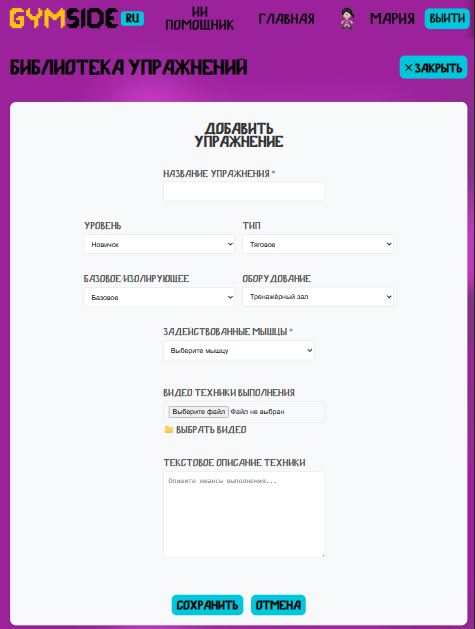 GYMSIDE RU
ИИ
ПОМОЩНИК
ГЛАВНАЯ
МАРИЯ
ВЫЙТИ
БИБЛИОТЕКА УПРАЖНЕНИЙ
×ЗАКРЫТЬ
ДОБАВИТЬ
УПРАЖНЕНИЕ
НАЗВАНИЕ УПРАЖНЕНИЯ *
УРОВЕНЬ
ТИП
Новичок
Тяговое
БАЗОВОЕ/ИЗОЛИРУЮЩЕЕ
ОБОРУДОВАНИЕ
Базовое
Тренажёрный зал
ЗАДЕЙСТВОВАННЫЕ МЫШЦЫ *
Выберите мышцу
ВИДЕО ТЕХНИКИ ВЫПОЛНЕНИЯ
Выберите файл Файл не выбран
ВЫБРАТЬ ВИДЕО
ТЕКСТОВОЕ ОПИСАНИЕ ТЕХНИКИ
Опишите нюансы выполнения...
СОХРАНИТЬ
ОТМЕНА